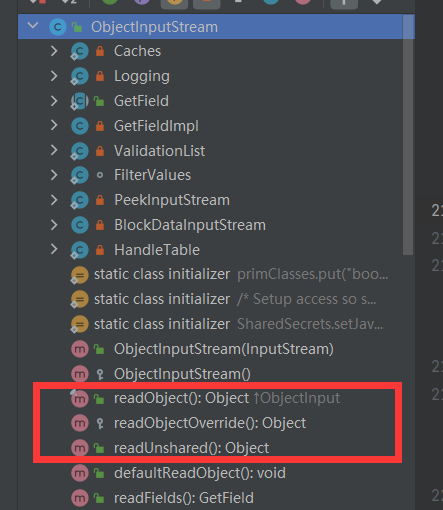 ObjectInputStream
Caches
Logging
GetField
GetFieldImpl
ValidationList
FilterValues
PeekInputStream
BlockDataInputStream
HandleTable
static class initializer primClasses.put("boo...
static class initializer /* Setup access so s...
static class initializer SharedSecrets.setJav...
ObjectInputStream(InputStream)
ObjectInputStream()
readObject(): Object ↑ObjectInput
readObjectOverride(): Object
readUnshared(): Object
defaultReadObject(): void
readFields(): GetField